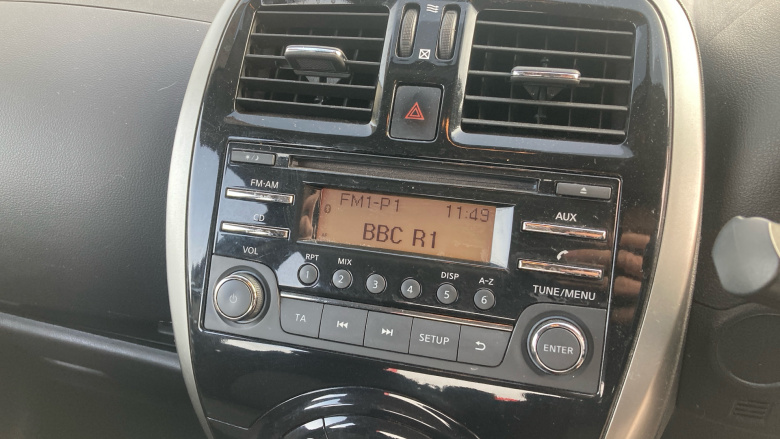 FM1-P1 11:49
BBC R1
FM·AM
CD
VOL
AUX
TUNE/MENU
RPT MIX DISP A-Z
1 2 3 4 5 6
TA SETUP
ENTER